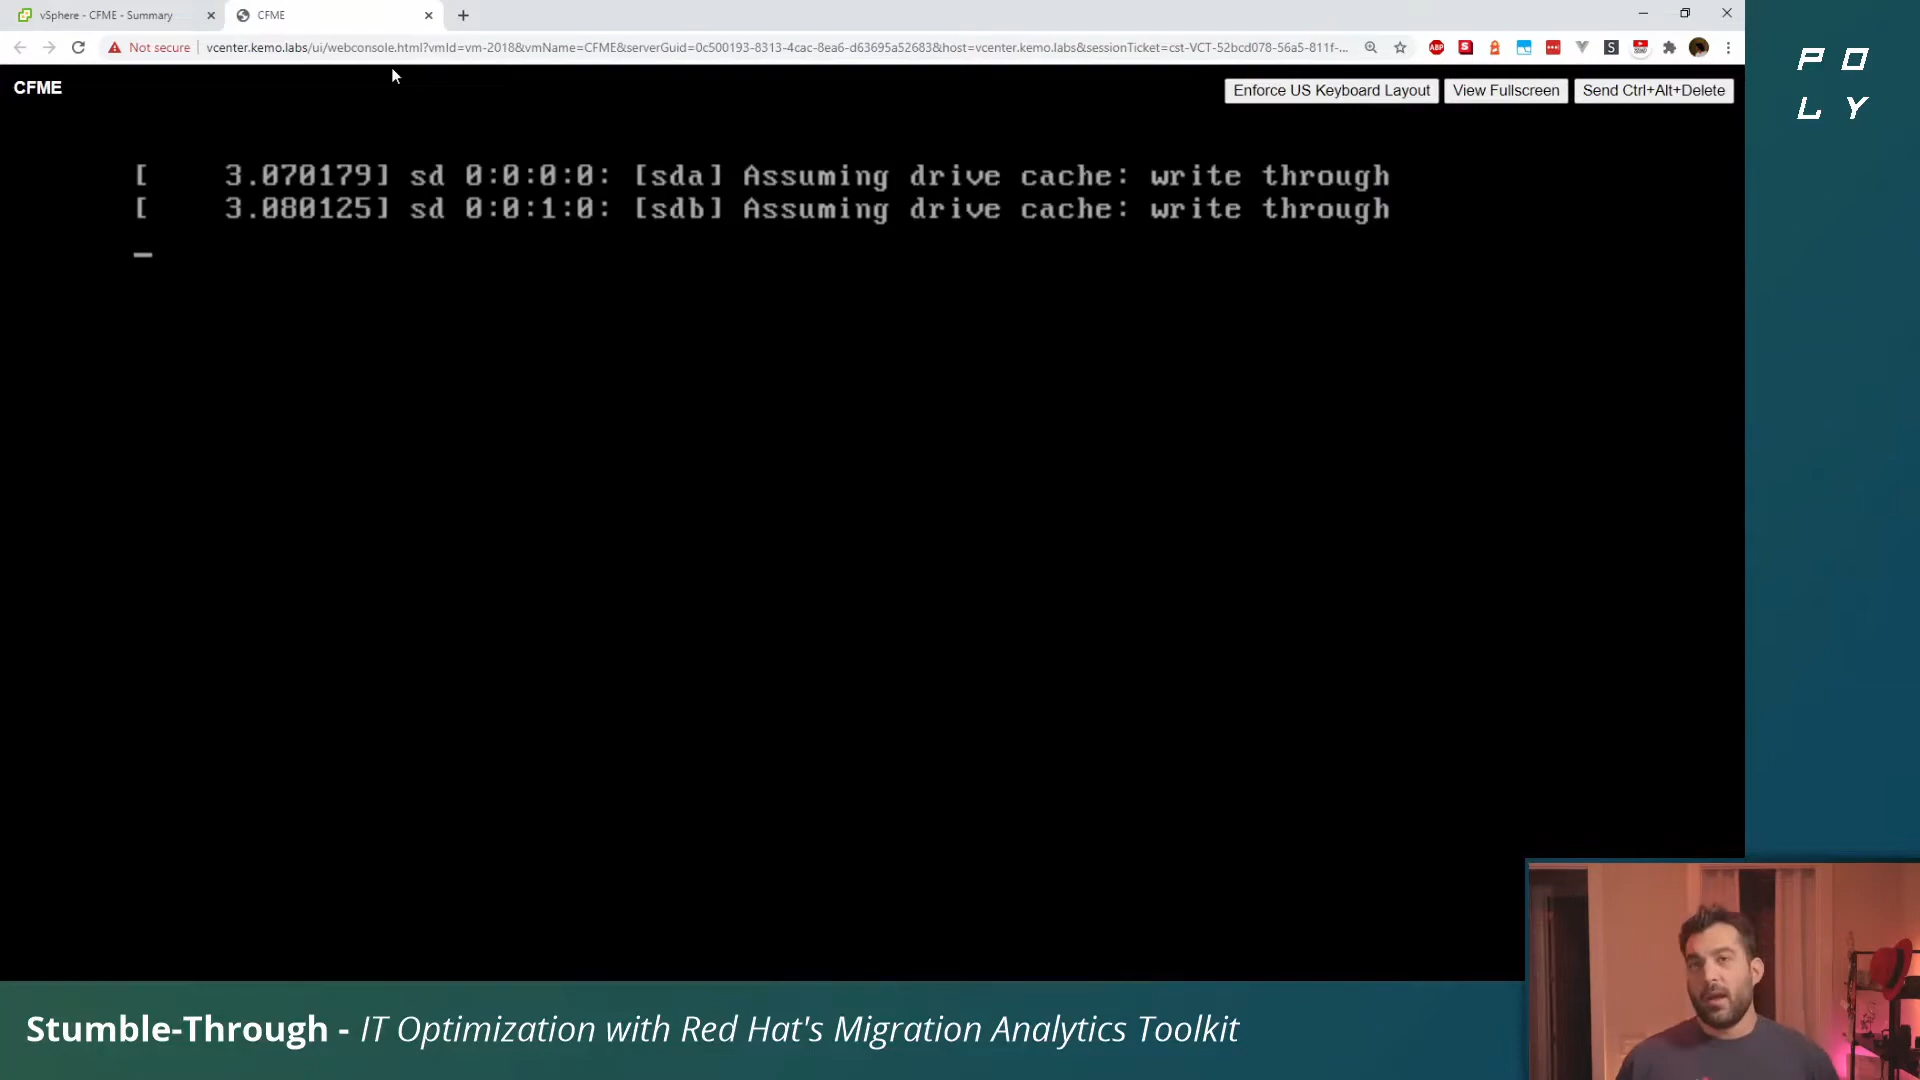 vSphere - CFME - Summary
CFME
Not secure
vcenter.kemo.labs/ui/webconsole.html?vmId=vm-2018&vmName=CFME&serverGuid=0c500193-8313-4cac-8ea6-d63695a52683&host=vcenter.kemo.labs&sessionTicket=cst-VCT-52bcd078-56a5-811f-...
ABP
S
S
CFME
Enforce US Keyboard Layout
View Fullscreen
Send Ctrl+Alt+Delete
PO
LY
[    3.070179] sd 0:0:0:0: [sda] Assuming drive cache: write through
[    3.080125] sd 0:0:1:0: [sdb] Assuming drive cache: write through
_
Stumble-Through - IT Optimization with Red Hat's Migration Analytics Toolkit